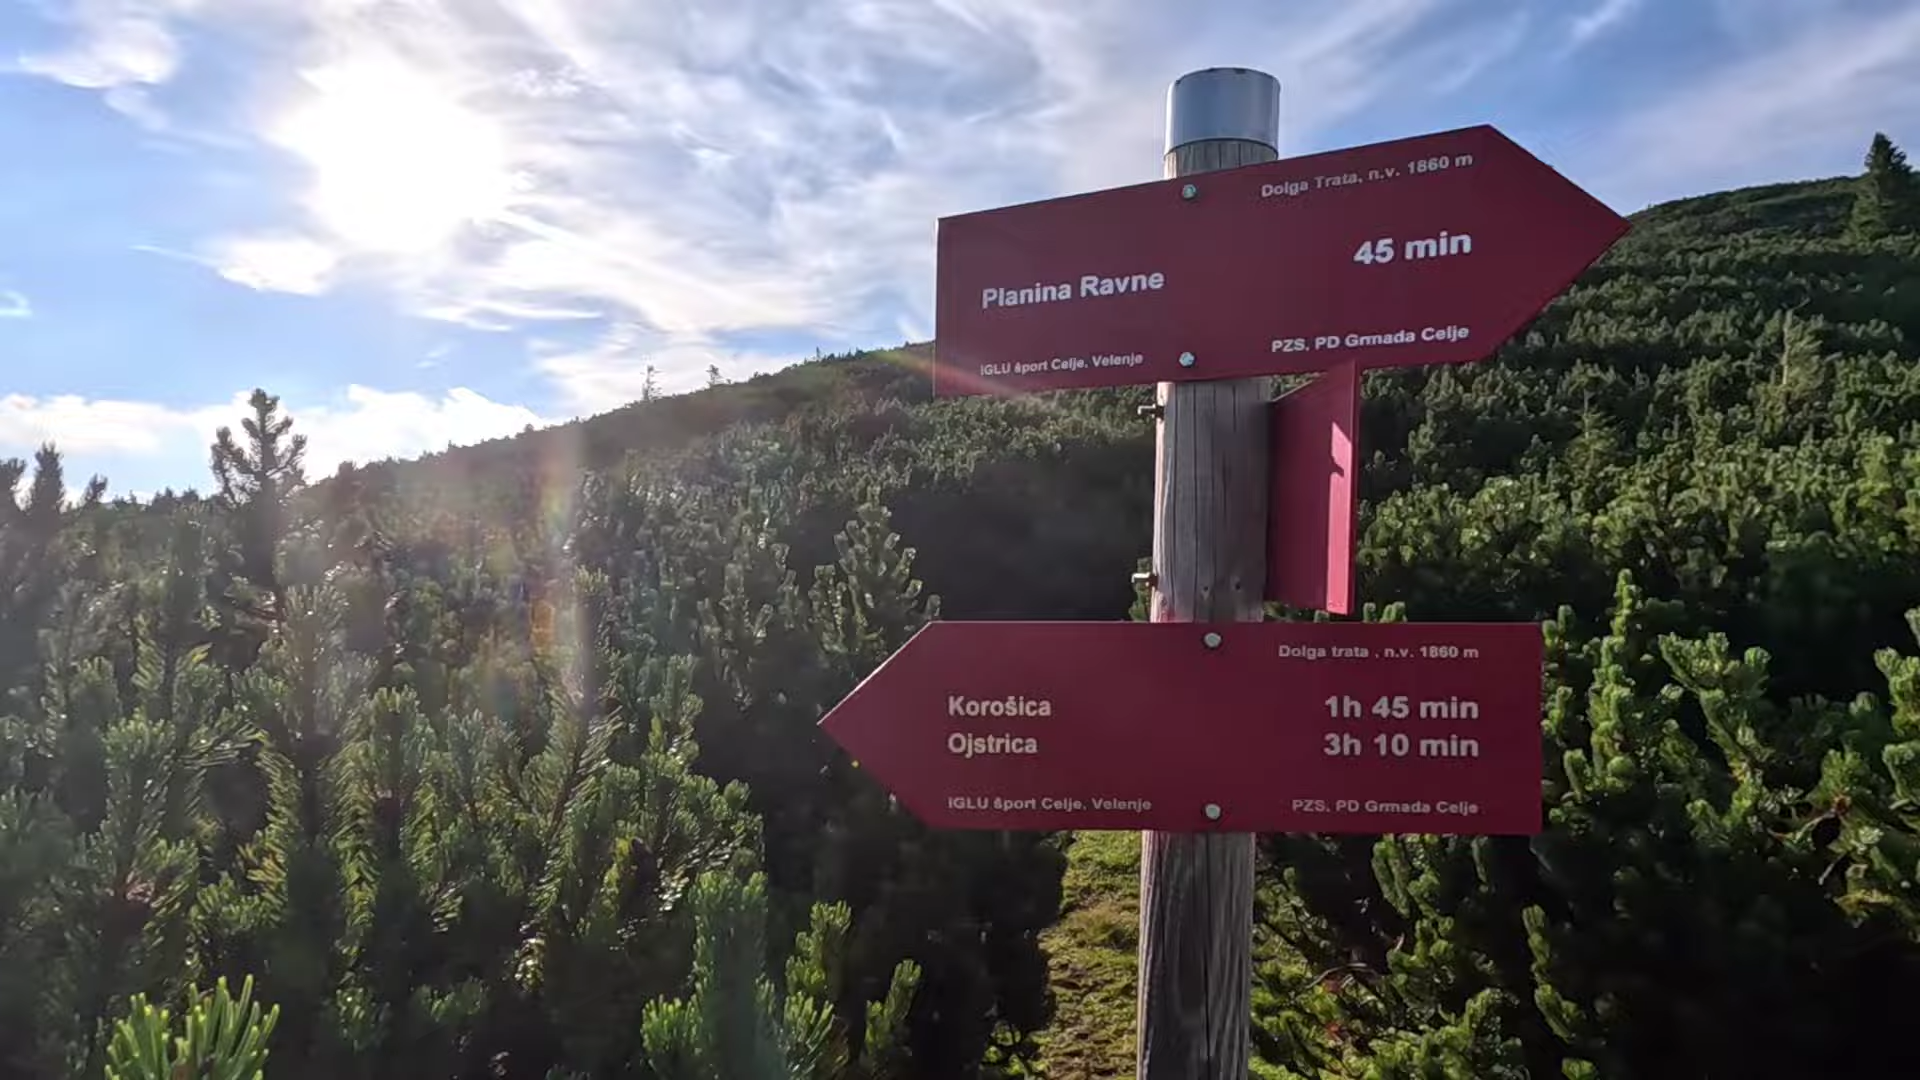 Dolga Trata, n.v. 1860 m
45 min
Planina Ravne
PZS, PD Grmada Celje
IGLU šport Celje, Velenje
Dolga trata , n.v. 1860 m
Korošica 1h 45 min
Ojstrica 3h 10 min
IGLU šport Celje, Velenje PZS, PD Grmada Celje